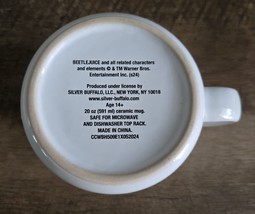 BEETLEJUICE and all related characters
and elements © & TM Warner Bros.
Entertainment Inc. (s24)
Produced under license by
SILVER BUFFALO, LLC., NEW YORK, NY 10018
www.silver-buffalo.com
Age 14+
20 oz (591 ml) ceramic mug.
SAFE FOR MICROWAVE
AND DISHWASHER TOP RACK.
MADE IN CHINA.
CCWBH509E1X052024